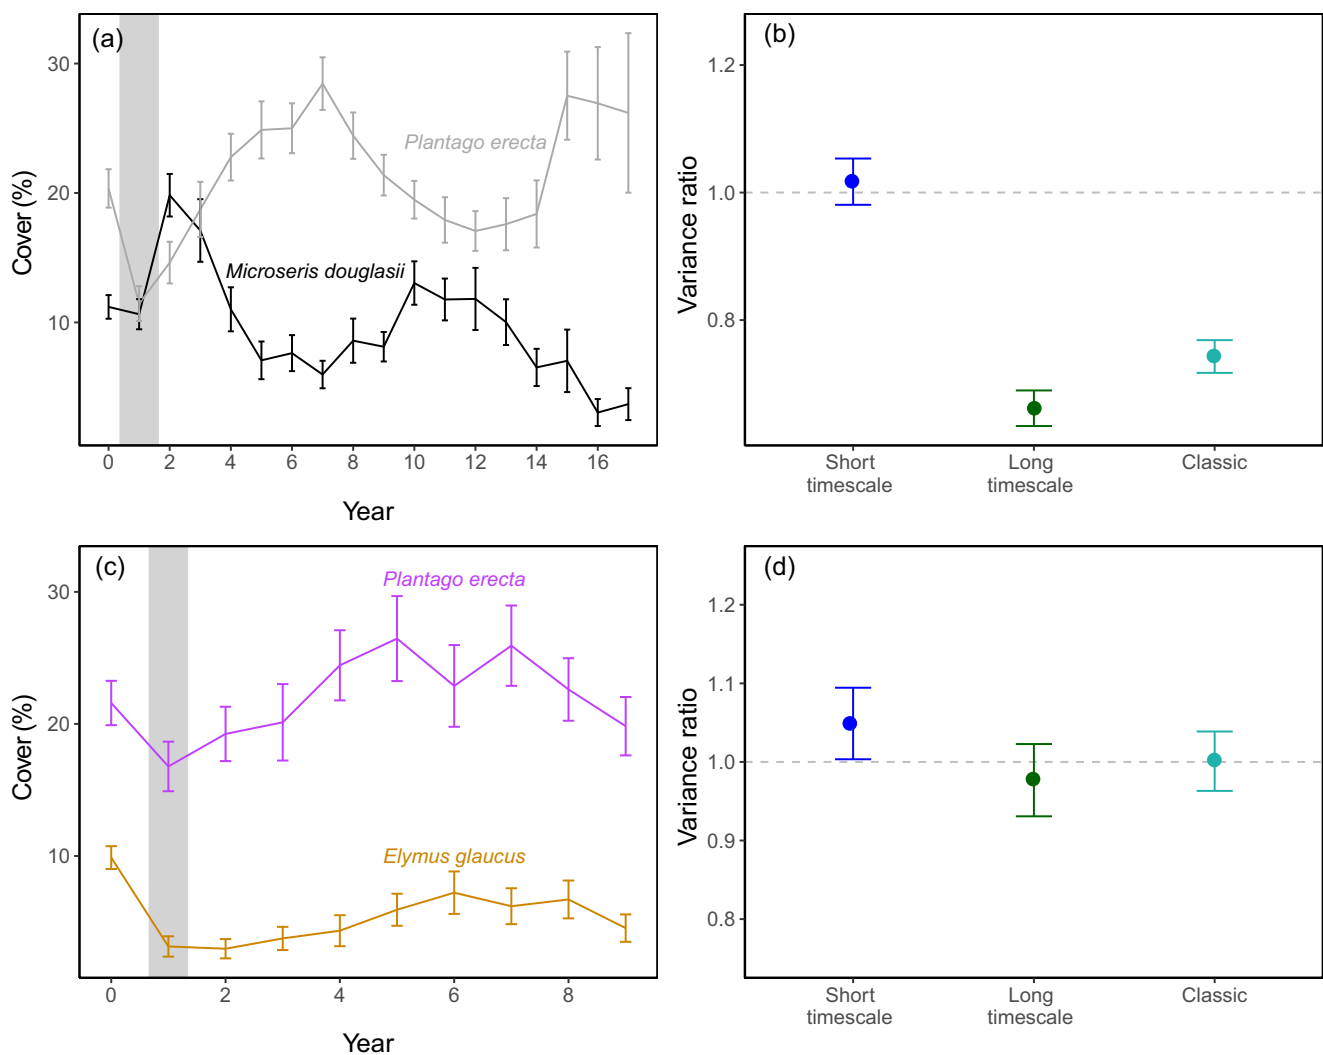 (a)
Cover (%)
30
20
10
Plantago erecta
Microseris douglasii
0 2 4 6 8 10 12 14 16
Year
(b)
Variance ratio
1.2
1.0
0.8
Short timescale
Long timescale
Classic
(c)
Cover (%)
30
20
10
Plantago erecta
Elymus glaucus
0 2 4 6 8
Year
(d)
Variance ratio
1.2
1.1
1.0
0.9
0.8
Short timescale
Long timescale
Classic